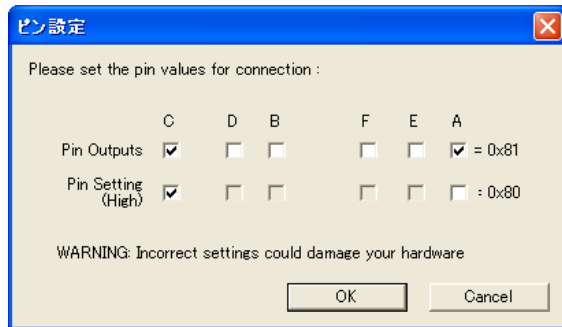 ピン設定
Please set the pin values for connection :
C D B F E A
Pin Outputs = 0x81
Pin Setting : 0x80
(High)
WARNING: Incorrect settings could damage your hardware
OK Cancel